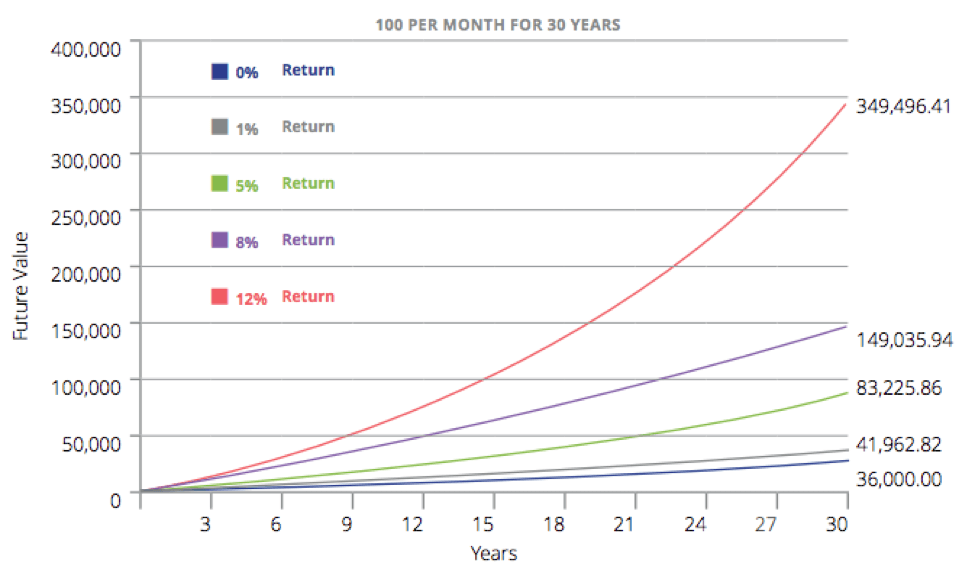 100 PER MONTH FOR 30 YEARS
400,000
350,000
300,000
250,000
200,000
150,000
100,000
50,000
0
Future Value
0% Return
1% Return
5% Return
8% Return
12% Return
349,496.41
149,035.94
83,225.86
41,962.82
36,000.00
3 6 9 12 15 18 21 24 27 30
Years